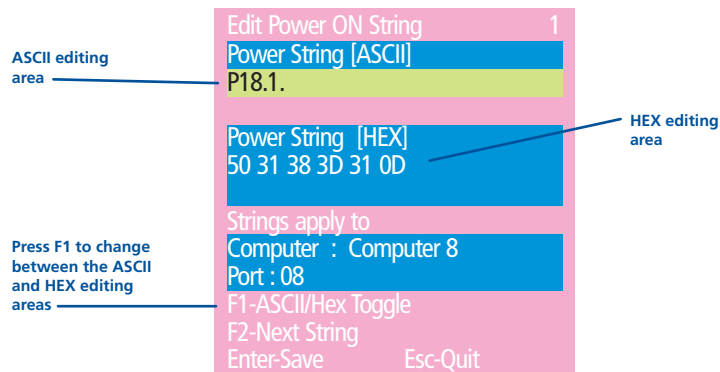 Edit Power ON String 1
Power String [ASCII]
P18.1.
Power String [HEX]
50 31 38 3D 31 0D
Strings apply to
Computer : Computer 8
Port : 08
F1-ASCII/Hex Toggle
F2-Next String
Enter-Save Esc-Quit
ASCII editing
area
HEX editing
area
Press F1 to change
between the ASCII
and HEX editing
areas